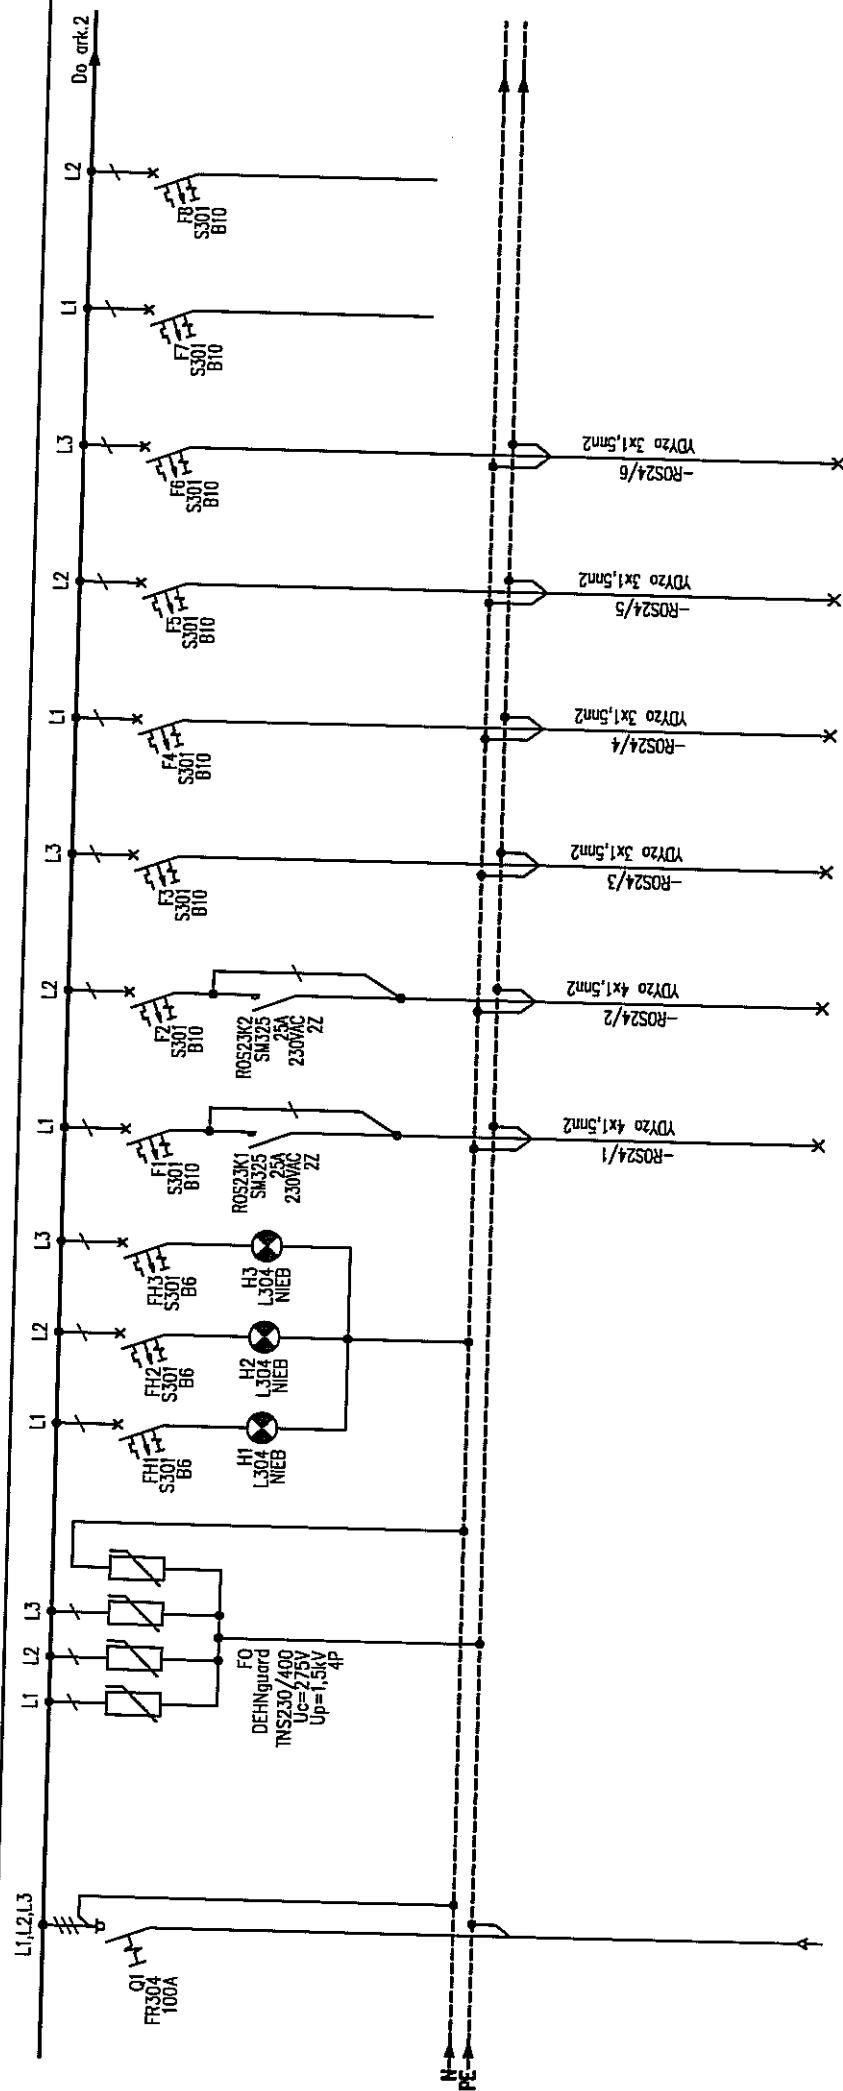 L1,L2,L3
Q1
FR304
100A
N
PE
L1
L2
L3
FO
DEHNguard
TNS230/400
Uc=275V
Up=1,5kV
4P
L1
FH1
S301
B6
H1
L304
NIEB
L2
FH2
S301
B6
H2
L304
NIEB
L3
FH3
S301
B6
H3
L304
NIEB
L1
F1
S301
B10
ROS23K1
SM325
25A
230VAC
2Z
-ROS24/1
YDYżo 4x1,5mm2
L2
F2
S301
B10
ROS23K2
SM325
25A
230VAC
2Z
-ROS24/2
YDYżo 4x1,5mm2
L3
F3
S301
B10
-ROS24/3
YDYżo 3x1,5mm2
L1
F4
S301
B10
-ROS24/4
YDYżo 3x1,5mm2
L2
F5
S301
B10
-ROS24/5
YDYżo 3x1,5mm2
L3
F6
S301
B10
-ROS24/6
YDYżo 3x1,5mm2
L1
F7
S301
B10
L2
F8
S301
B10
Do ark.2